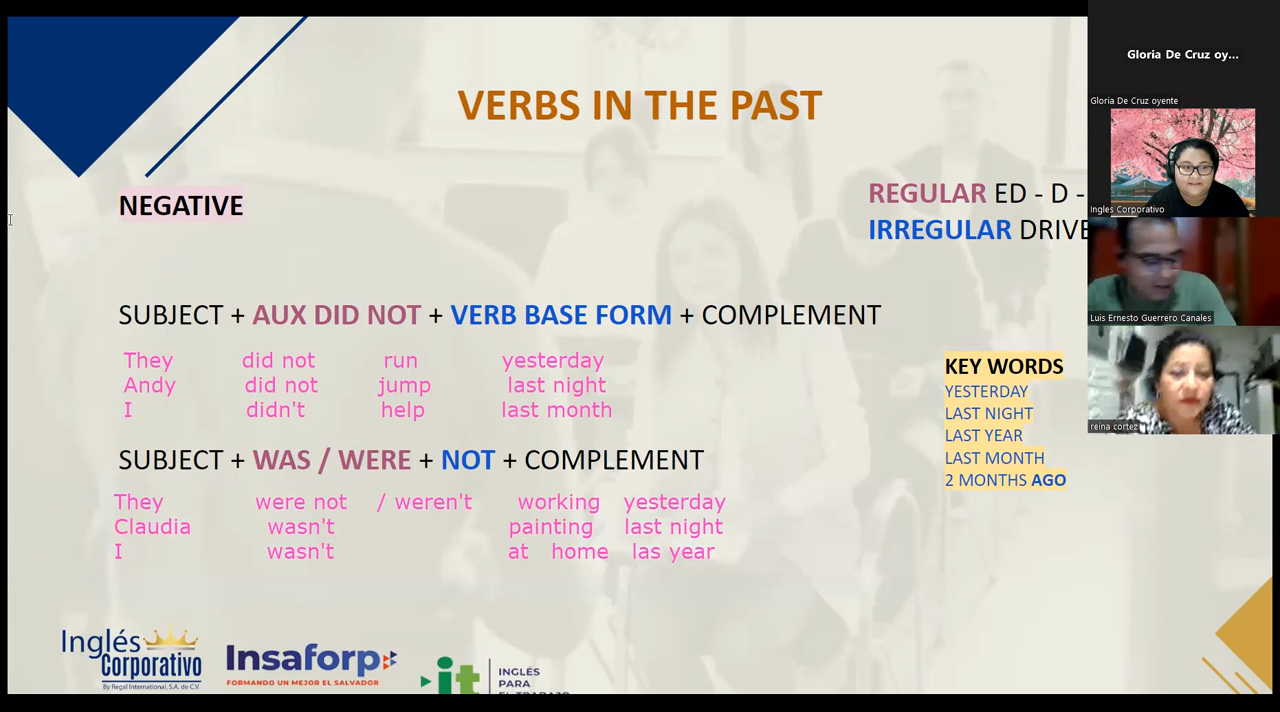 VERBS IN THE PAST
NEGATIVE
REGULAR ED - D -
IRREGULAR DRIVE
SUBJECT + AUX DID NOT + VERB BASE FORM + COMPLEMENT
They did not run yesterday
Andy did not jump last night
I didn't help last month
SUBJECT + WAS / WERE + NOT + COMPLEMENT
They were not / weren't working yesterday
Claudia wasn't painting last night
I wasn't at home las year
KEY WORDS
YESTERDAY
LAST NIGHT
LAST YEAR
LAST MONTH
2 MONTHS AGO
Inglés
Corporativo
By Regal International, S.A. de C.V.
Insaforp
FORMANDO UN MEJOR EL SALVADOR
it
INGLÉS
PARA
EL TRABAJO
Gloria De Cruz oy...
Gloria De Cruz oyente
Ingles Corporativo
Luis Ernesto Guerrero Canales
reina cortez